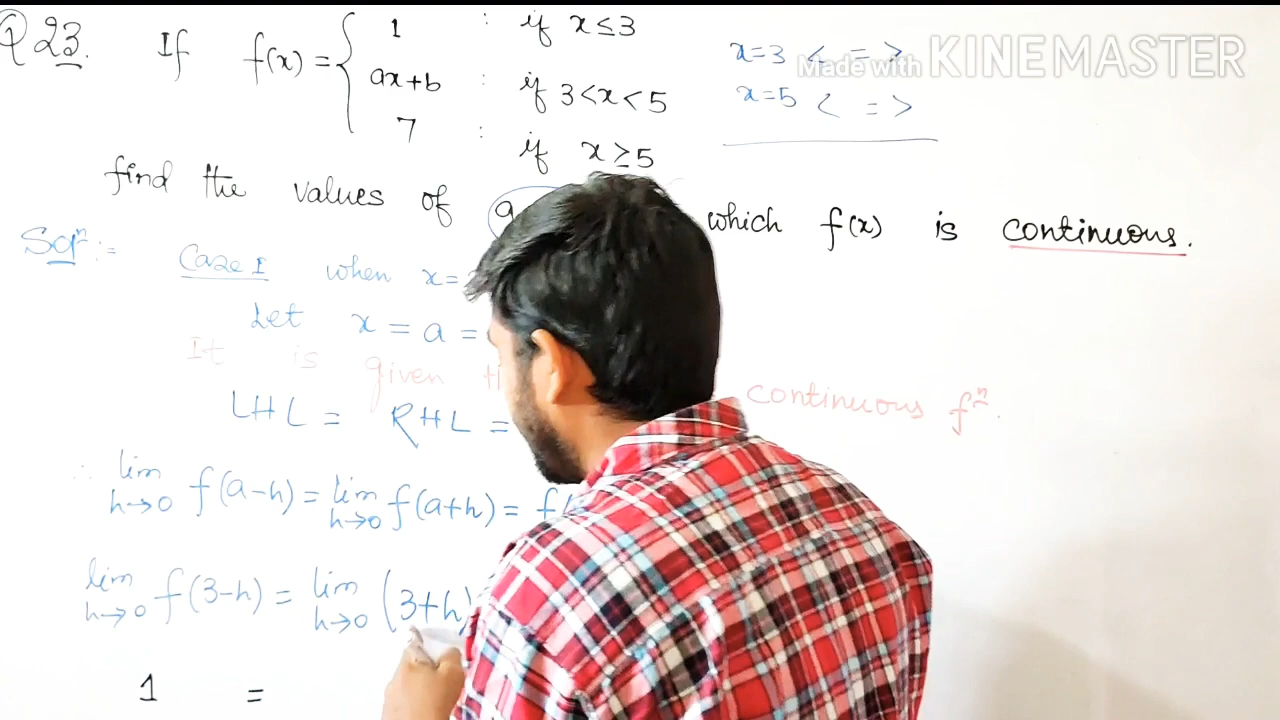 Q 23. If f(x) = { 1 : if x ≤ 3
ax+b : if 3 < x < 5
7 : if x ≥ 5
x=3 < = >
x=5 < = >
Made with KINEMASTER
find the values of a which f(x) is continuous.
Solⁿ:= Case I when x=
Let x = a =
It is given continuous fⁿ.
LHL = RHL =
∴ lim h→0 f(a-h) = lim h→0 f(a+h) = f(
lim h→0 f(3-h) = lim h→0 (3+h)
1 =